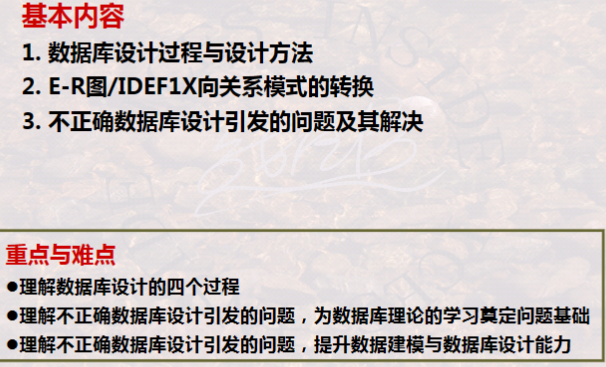 基本内容
1. 数据库设计过程与设计方法
2. E-R图/IDEF1X向关系模式的转换
3. 不正确数据库设计引发的问题及其解决
重点与难点
●理解数据库设计的四个过程
●理解不正确数据库设计引发的问题，为数据库理论的学习奠定问题基础
●理解不正确数据库设计引发的问题，提升数据建模与数据库设计能力